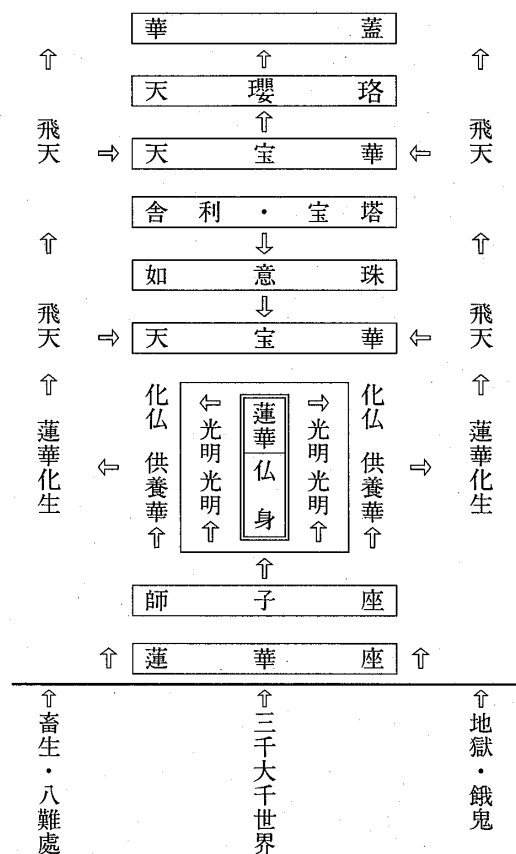 華蓋
⇧ ⇧ ⇧
天瓔珞
⇧
飛天 ⇨ 天宝華 ⇦ 飛天
舎利・宝塔
⇧ ⇩ ⇧
如意珠
⇩
飛天 ⇨ 天宝華 ⇦ 飛天
⇧ ⇧
蓮華化生
⇦
化仏 供養華⇧
⇦光明光明⇧
蓮華仏身
⇨光明光明⇧
化仏 供養華⇧
⇨
蓮華化生
⇧
師子座
⇧ 蓮華座 ⇧
⇧畜生・八難處
⇧三千大千世界
⇧地獄・餓鬼